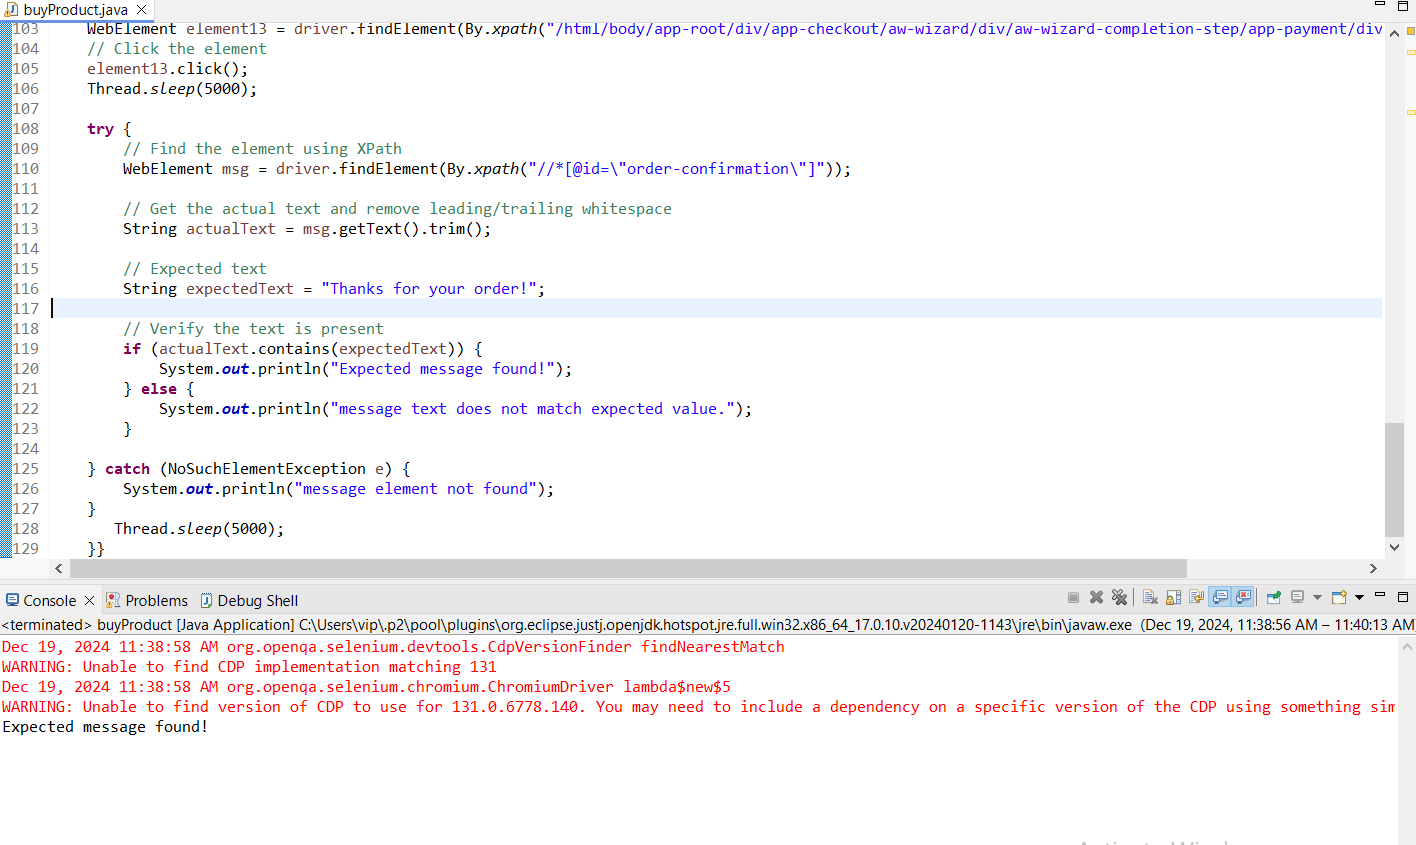 buyProduct.java
103 WebElement element13 = driver.findElement(By.xpath("/html/body/app-root/div/app-checkout/aw-wizard/div/aw-wizard-completion-step/app-payment/div
104 // Click the element
105 element13.click();
106 Thread.sleep(5000);
107
108 try {
109 // Find the element using XPath
110 WebElement msg = driver.findElement(By.xpath("//*[@id=\"order-confirmation\"]"));
111
112 // Get the actual text and remove leading/trailing whitespace
113 String actualText = msg.getText().trim();
114
115 // Expected text
116 String expectedText = "Thanks for your order!";
117
118 // Verify the text is present
119 if (actualText.contains(expectedText)) {
120 System.out.println("Expected message found!");
121 } else {
122 System.out.println("message text does not match expected value.");
123 }
124
125 } catch (NoSuchElementException e) {
126 System.out.println("message element not found");
127 }
128 Thread.sleep(5000);
129 }}
Console Problems Debug Shell
<terminated> buyProduct [Java Application] C:\Users\vip\.p2\pool\plugins\org.eclipse.justj.openjdk.hotspot.jre.full.win32.x86_64_17.0.10.v20240120-1143\jre\bin\javaw.exe (Dec 19, 2024, 11:38:56 AM – 11:40:13 AM)
Dec 19, 2024 11:38:58 AM org.openqa.selenium.devtools.CdpVersionFinder findNearestMatch
WARNING: Unable to find CDP implementation matching 131
Dec 19, 2024 11:38:58 AM org.openqa.selenium.chromium.ChromiumDriver lambda$new$5
WARNING: Unable to find version of CDP to use for 131.0.6778.140. You may need to include a dependency on a specific version of the CDP using something sim
Expected message found!